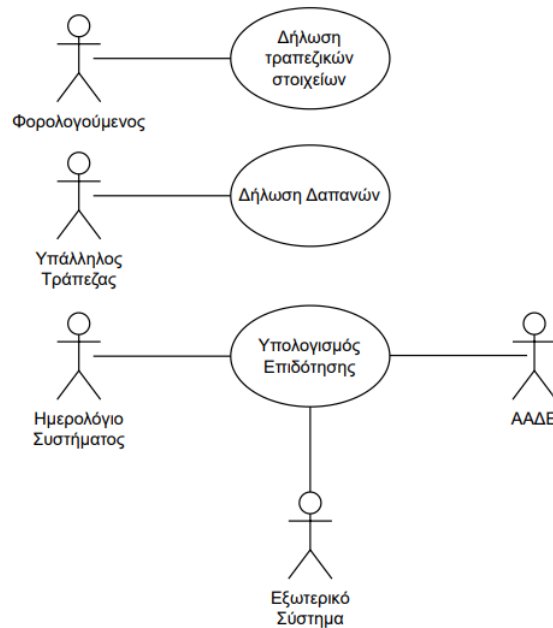 Δήλωση
τραπεζικών
στοιχείων
Φορολογούμενος
Δήλωση Δαπανών
Υπάλληλος
Τράπεζας
Υπολογισμός
Επιδότησης
Ημερολόγιο
Συστήματος
ΑΑΔΕ
Εξωτερικό
Σύστημα